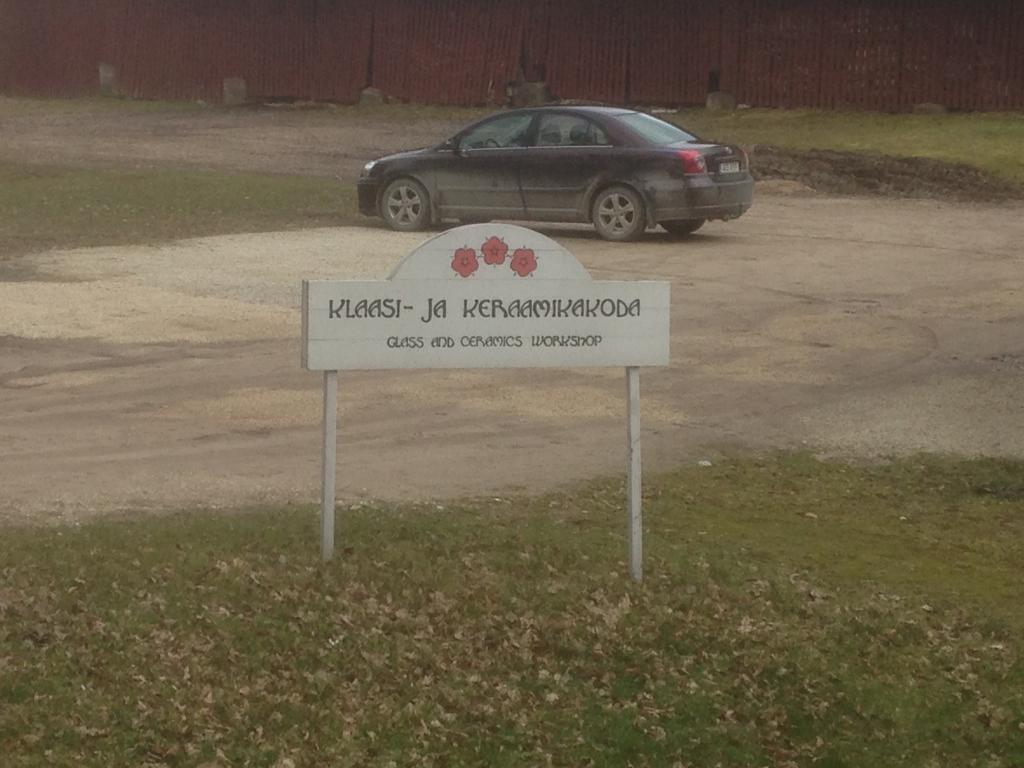 KLAASI- JA KERAAMIKAKODA
GLASS AND CERAMICS WORKSHOP